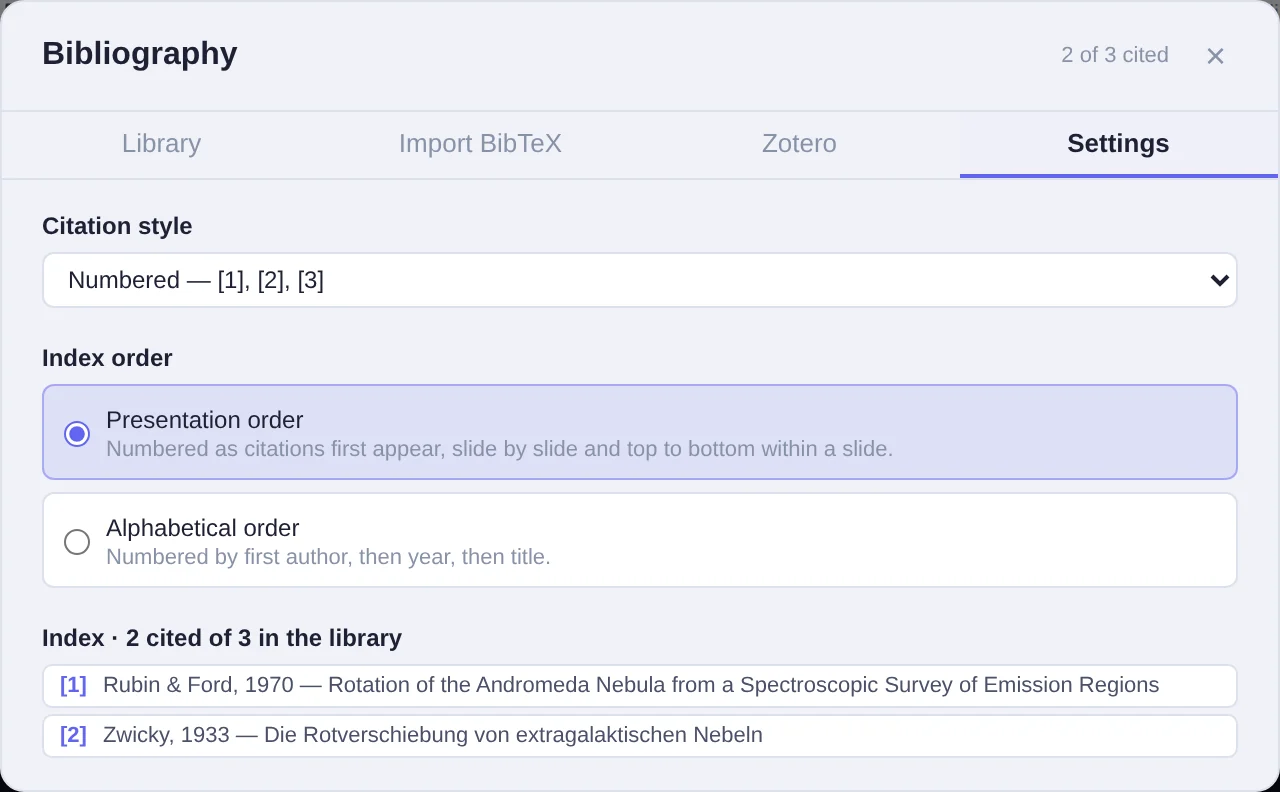 Bibliography
2 of 3 cited ×
Library Import BibTeX Zotero Settings
Citation style
Numbered — [1], [2], [3]
Index order
Presentation order
Numbered as citations first appear, slide by slide and top to bottom within a slide.
Alphabetical order
Numbered by first author, then year, then title.
Index · 2 cited of 3 in the library
[1] Rubin & Ford, 1970 — Rotation of the Andromeda Nebula from a Spectroscopic Survey of Emission Regions
[2] Zwicky, 1933 — Die Rotverschiebung von extragalaktischen Nebeln